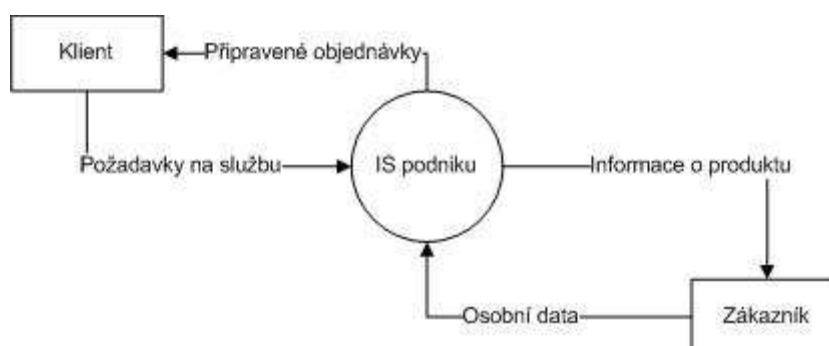 Klient
Připravené objednávky
Požadavky na službu
IS podniku
Informace o produktu
Osobní data
Zákazník